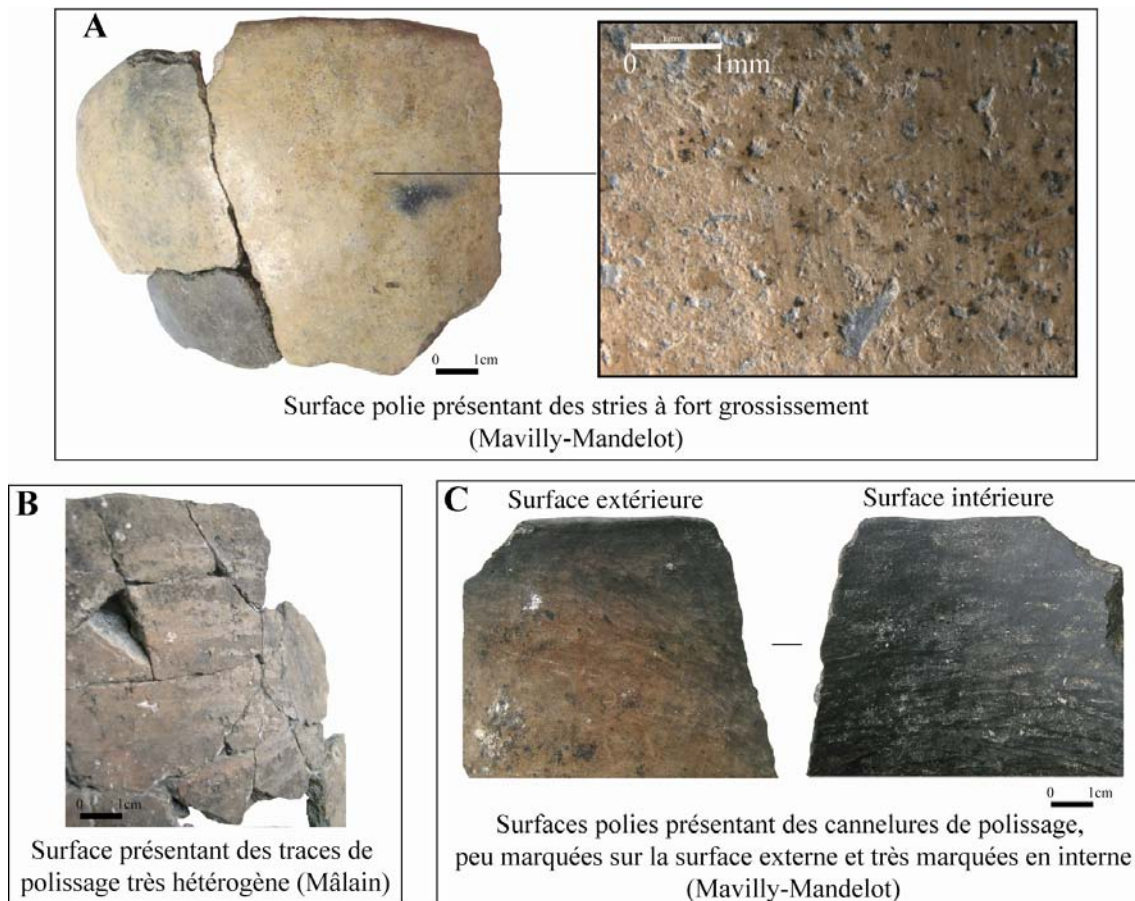 A
0 1mm
0 1cm
Surface polie présentant des stries à fort grossissement
(Mavilly-Mandelot)
B
0 1cm
Surface présentant des traces de
polissage très hétérogène (Mâlain)
C
Surface extérieure
Surface intérieure
0 1cm
Surfaces polies présentant des cannelures de polissage,
peu marquées sur la surface externe et très marquées en interne
(Mavilly-Mandelot)